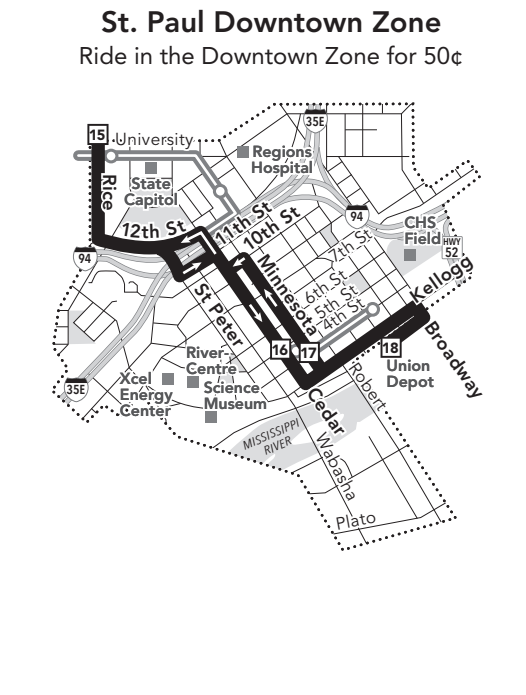 St. Paul Downtown Zone
Ride in the Downtown Zone for 50¢
15
University
35E
Regions
Hospital
State
Capitol
Rice
12th St
11th St
10th St
94
CHS
Field
HWY
52
94
7th St
Minnesota
6th St
5th St
4th St
Kellogg
St Peter
Broadway
16
17
18
Union
Depot
River-
Centre
Xcel
Energy
Center
Science
Museum
35E
Robert
Cedar
MISSISSIPPI
RIVER
Wabasha
Plato